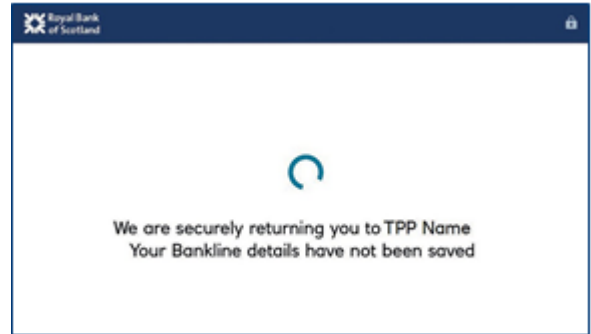 Royal Bank
of Scotland
We are securely returning you to TPP Name
Your Bankline details have not been saved